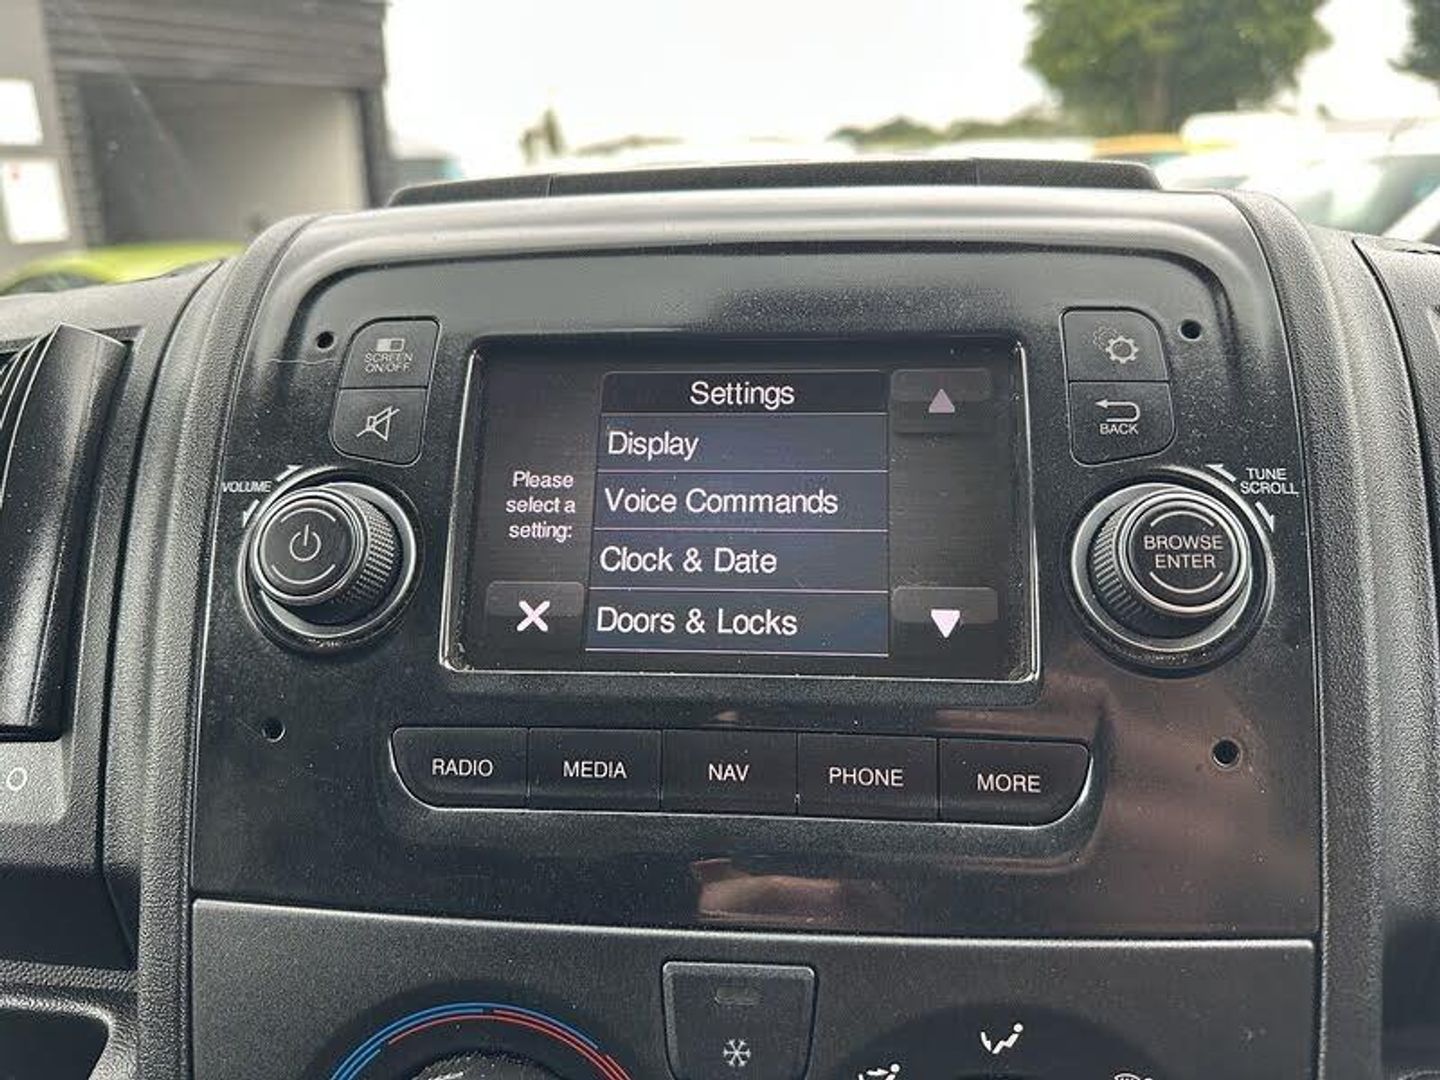 SCREEN
ON/OFF
BACK
VOLUME
TUNE
SCROLL
BROWSE
ENTER
Settings
Please
select a
setting:
Display
Voice Commands
Clock & Date
Doors & Locks
RADIO
MEDIA
NAV
PHONE
MORE